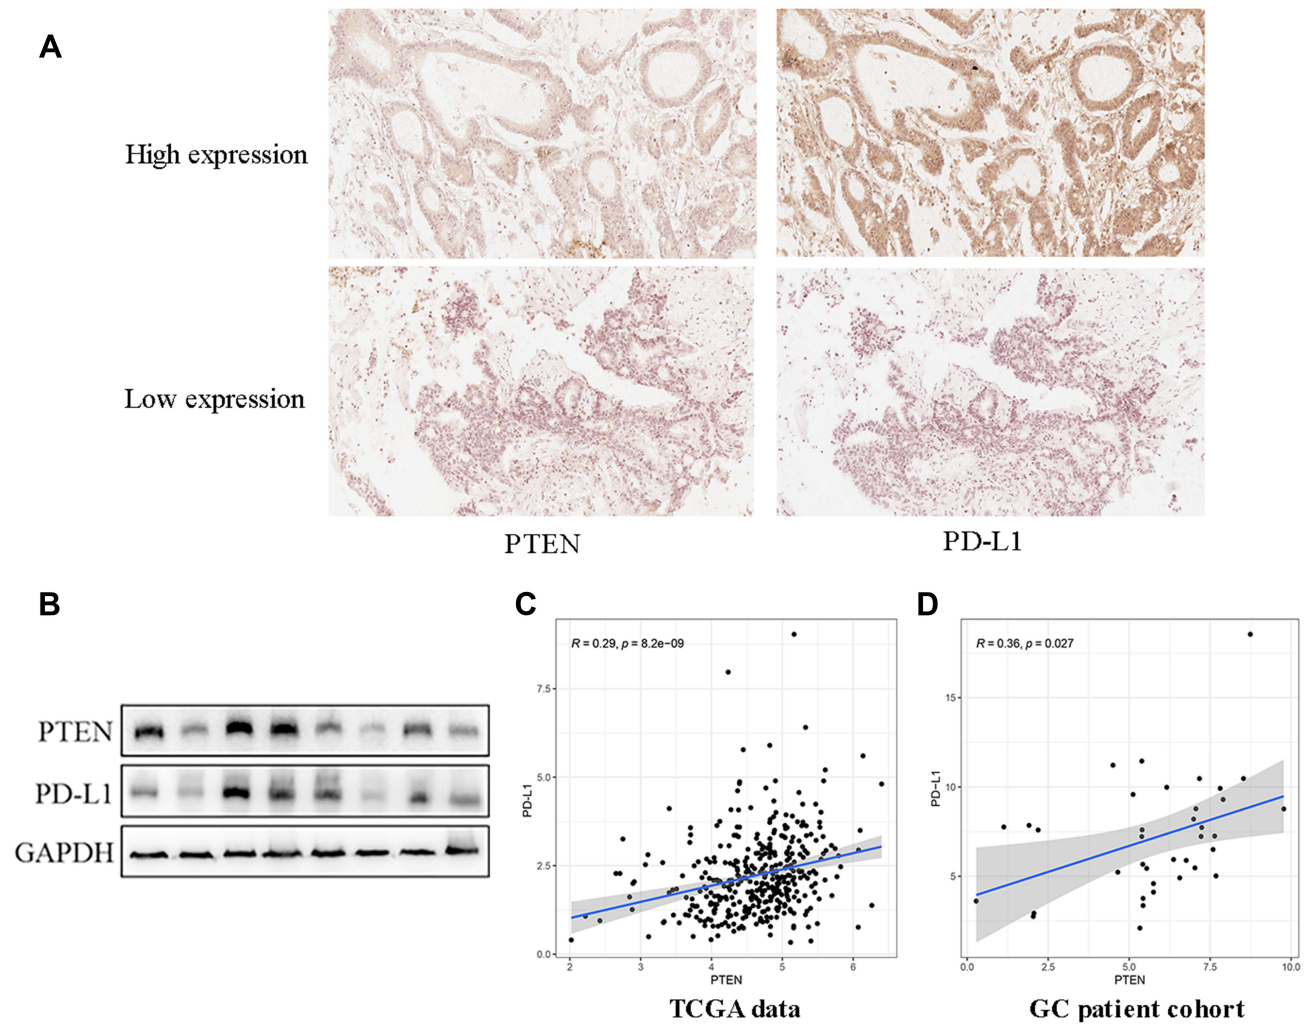 A
High expression
Low expression
PTEN
PD-L1
B
PTEN
PD-L1
GAPDH
C
R = 0.29, p = 8.2e−09
PD-L1
7.5
5.0
2.5
0.0
2 3 4 5 6
PTEN
TCGA data
D
R = 0.36, p = 0.027
PD−L1
15
10
5
0.0 2.5 5.0 7.5 10.0
PTEN
GC patient cohort